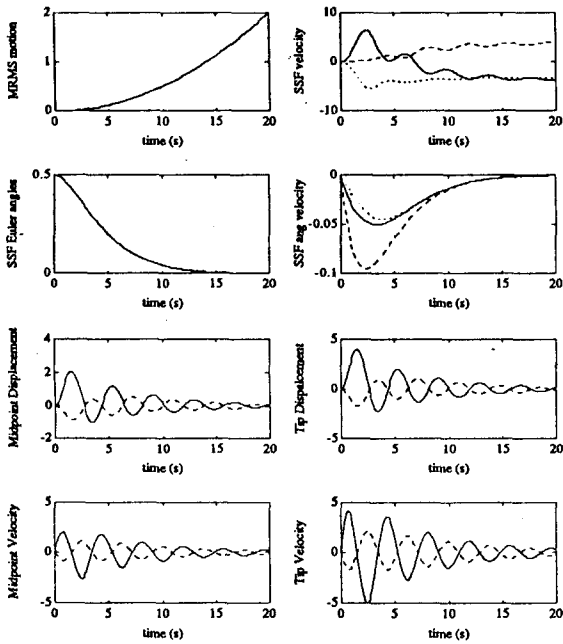 2
MRMS motion
1
0
0 5 10 15 20
time (s)
10
SSF velocity
0
-10
0 5 10 15 20
time (s)
0.5
SSF Euler angles
0
0 5 10 15 20
time (s)
0
SSF ang velocity
-0.05
-0.1
0 5 10 15 20
time (s)
4
Midpoint Displacement
2
0
-2
0 5 10 15 20
time (s)
5
Tip Dispalcement
0
-5
0 5 10 15 20
time (s)
5
Midpoint Velocity
0
-5
0 5 10 15 20
time (s)
5
Tip Velocity
0
-5
0 5 10 15 20
time (s)